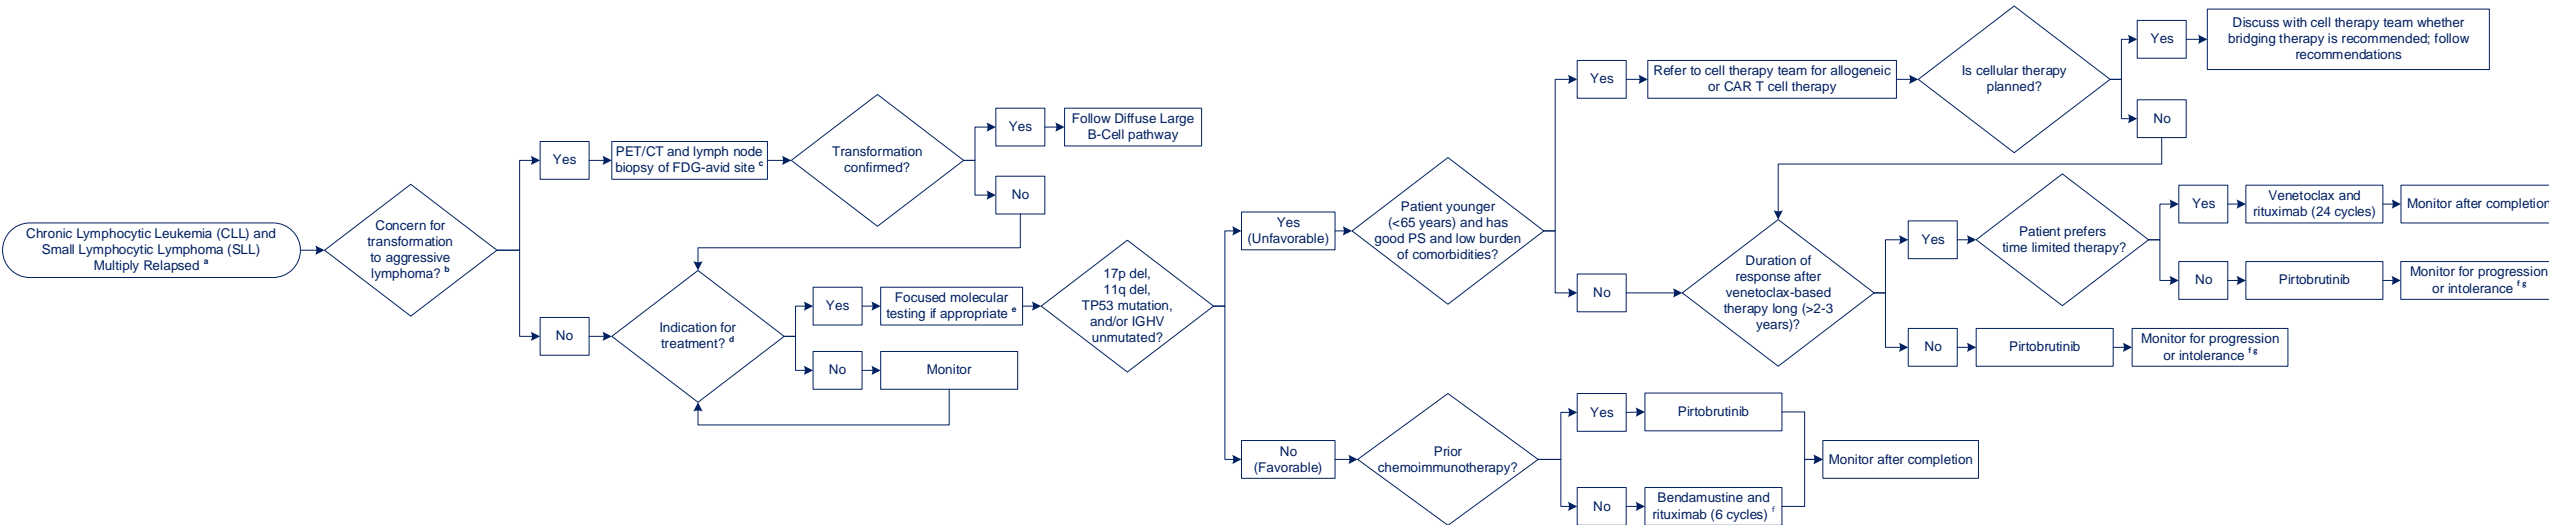 Chronic Lymphocytic Leukemia (CLL) and
Small Lymphocytic Lymphoma (SLL)
Multiply Relapsed a
Concern for
transformation
to aggressive
lymphoma? b
Yes
PET/CT and lymph node
biopsy of FDG-avid site c
Transformation
confirmed?
Yes
Follow Diffuse Large
B-Cell pathway
No
No
Indication for
treatment? d
Yes
Focused molecular
testing if appropriate e
No
Monitor
17p del,
11q del,
TP53 mutation,
and/or IGHV
unmutated?
Yes
(Unfavorable)
Patient younger
(<65 years) and has
good PS and low burden
of comorbidities?
Yes
Refer to cell therapy team for allogeneic
or CAR T cell therapy
Is cellular therapy
planned?
Yes
Discuss with cell therapy team whether
bridging therapy is recommended; follow
recommendations
No
No
Duration of
response after
venetoclax-based
therapy long (>2-3
years)?
Yes
Patient prefers
time limited therapy?
Yes
Venetoclax and
rituximab (24 cycles)
Monitor after completion
No
Pirtobrutinib
Monitor for progression
or intolerance f g
No
Pirtobrutinib
Monitor for progression
or intolerance f g
No
(Favorable)
Prior
chemoimmunotherapy?
Yes
Pirtobrutinib
No
Bendamustine and
rituximab (6 cycles) f
Monitor after completion